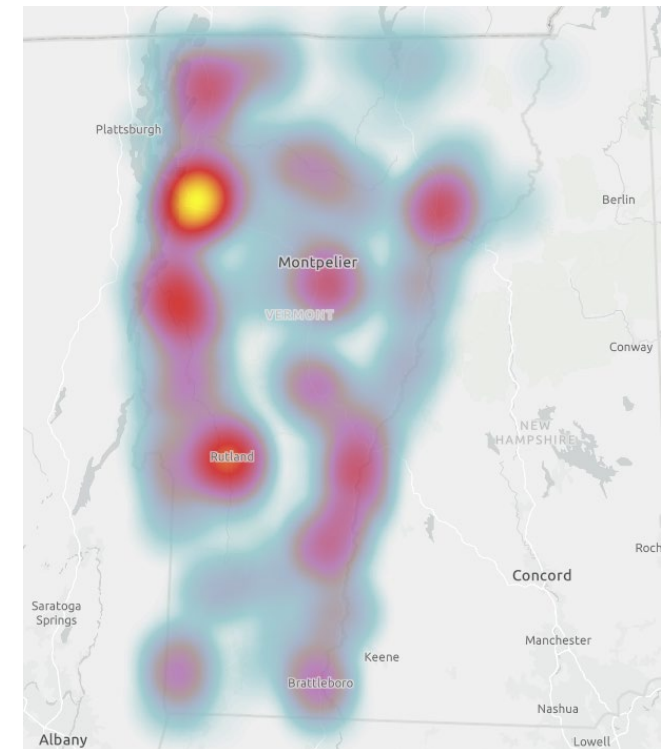 Plattsburgh
Berlin
Montpelier
VERMONT
Conway
NEW
HAMPSHIRE
Rutland
Roch
Concord
Saratoga
Springs
Manchester
Keene
Brattleboro
Nashua
Albany
Lowell